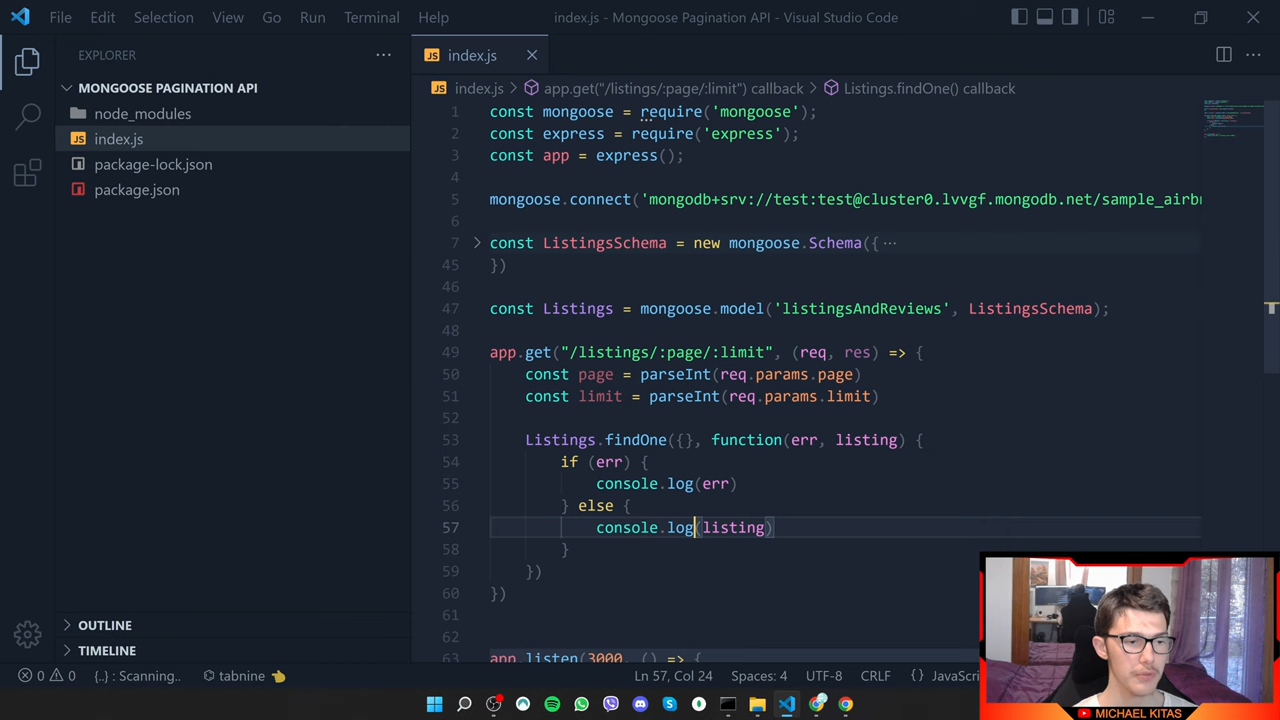 File Edit Selection View Go Run Terminal Help index.js - Mongoose Pagination API - Visual Studio Code
EXPLORER
MONGOOSE PAGINATION API
node_modules
JS index.js
package-lock.json
package.json
OUTLINE
TIMELINE
JS index.js
JS index.js > app.get("/listings/:page/:limit") callback > Listings.findOne() callback
1 const mongoose = require('mongoose');
2 const express = require('express');
3 const app = express();
4
5 mongoose.connect('mongodb+srv://test:test@cluster0.lvvgf.mongodb.net/sample_airbn
6
7 const ListingsSchema = new mongoose.Schema({ ...
45 })
46
47 const Listings = mongoose.model('listingsAndReviews', ListingsSchema);
48
49 app.get("/listings/:page/:limit", (req, res) => {
50 const page = parseInt(req.params.page)
51 const limit = parseInt(req.params.limit)
52
53 Listings.findOne({}, function(err, listing) {
54 if (err) {
55 console.log(err)
56 } else {
57 console.log(listing)
58 }
59 })
60 })
61
62
63 app.listen(3000, () => {
0 0 {..} : Scanning.. tabnine Ln 57, Col 24 Spaces: 4 UTF-8 CRLF {} JavaScri
MICHAEL KITAS